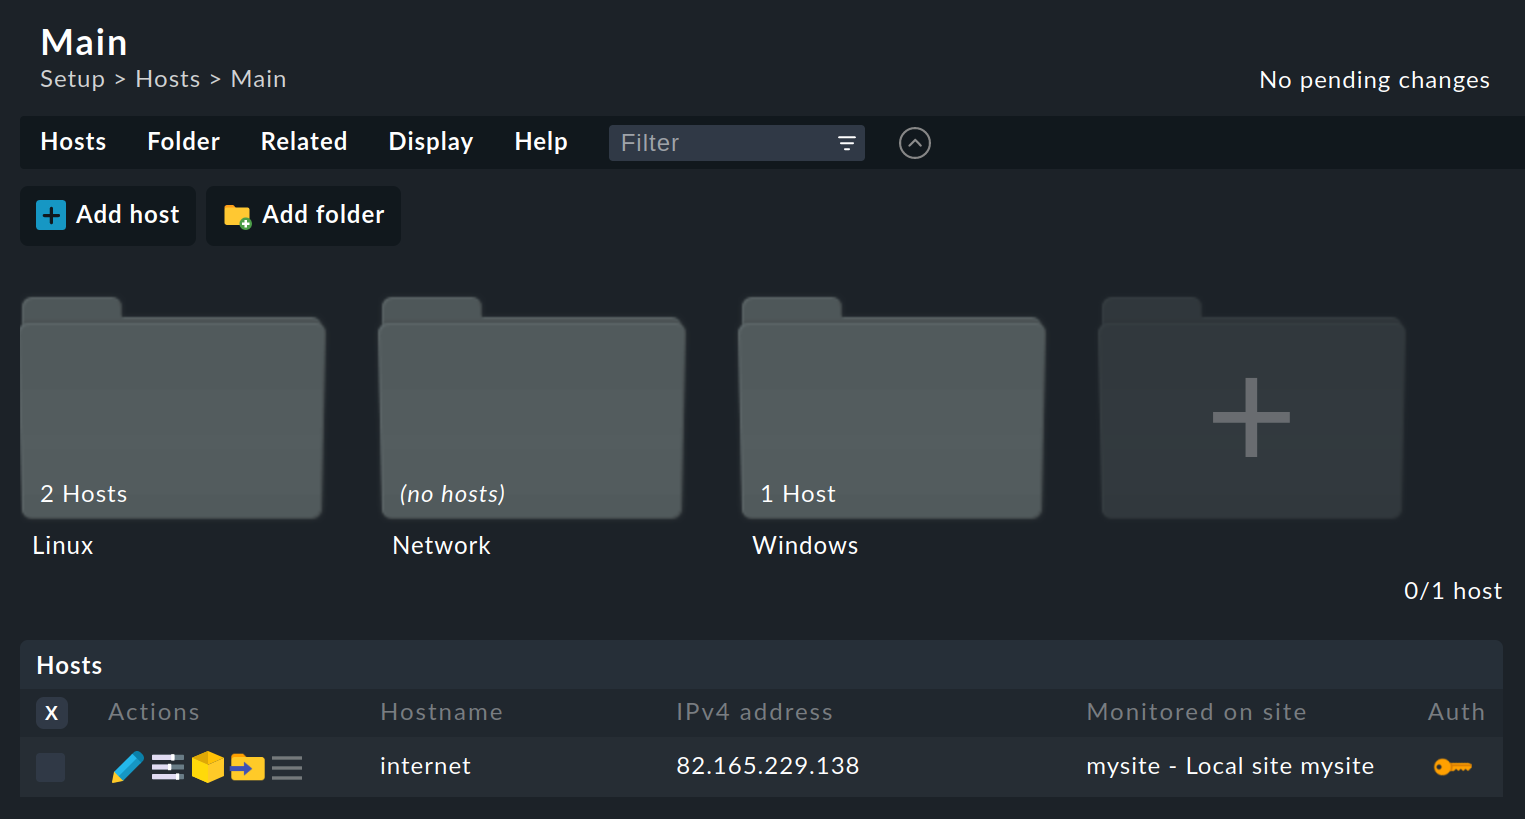 Main
Setup > Hosts > Main
No pending changes
Hosts Folder Related Display Help Filter
Add host Add folder
2 Hosts (no hosts) 1 Host
Linux Network Windows
0/1 host
Hosts
X Actions Hostname IPv4 address Monitored on site Auth
internet 82.165.229.138 mysite - Local site mysite